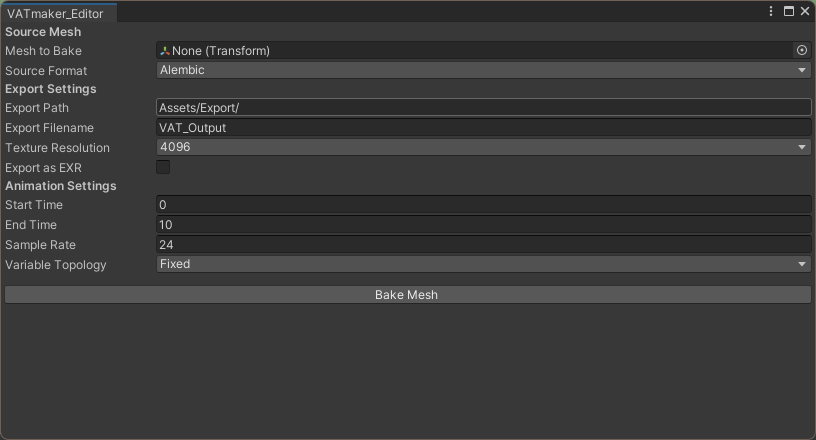 VATmaker_Editor
Source Mesh
Mesh to Bake None (Transform)
Source Format Alembic
Export Settings
Export Path Assets/Export/
Export Filename VAT_Output
Texture Resolution 4096
Export as EXR
Animation Settings
Start Time 0
End Time 10
Sample Rate 24
Variable Topology Fixed
Bake Mesh